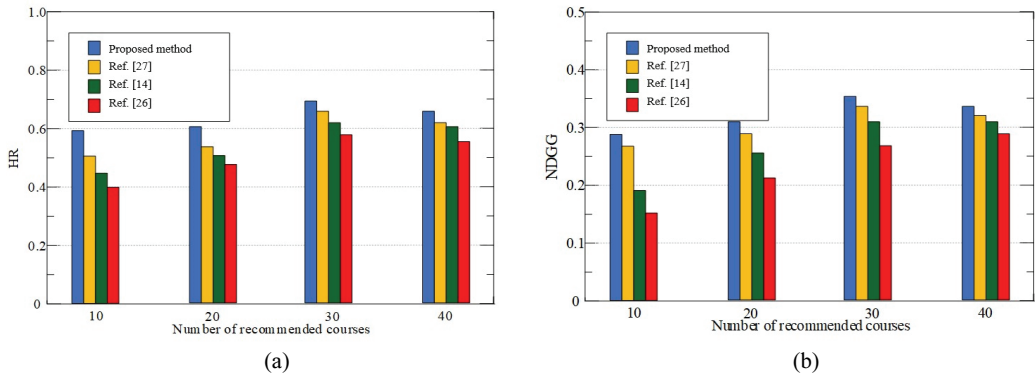 1.0
0.8
0.6
0.4
0.2
0
HR
Proposed method
Ref. [27]
Ref. [14]
Ref. [26]
10 20 30 40
Number of recommended courses
(a)
0.5
0.4
0.3
0.2
0.1
0
NDGG
Proposed method
Ref. [27]
Ref. [14]
Ref. [26]
10 20 30 40
Number of recommended courses
(b)